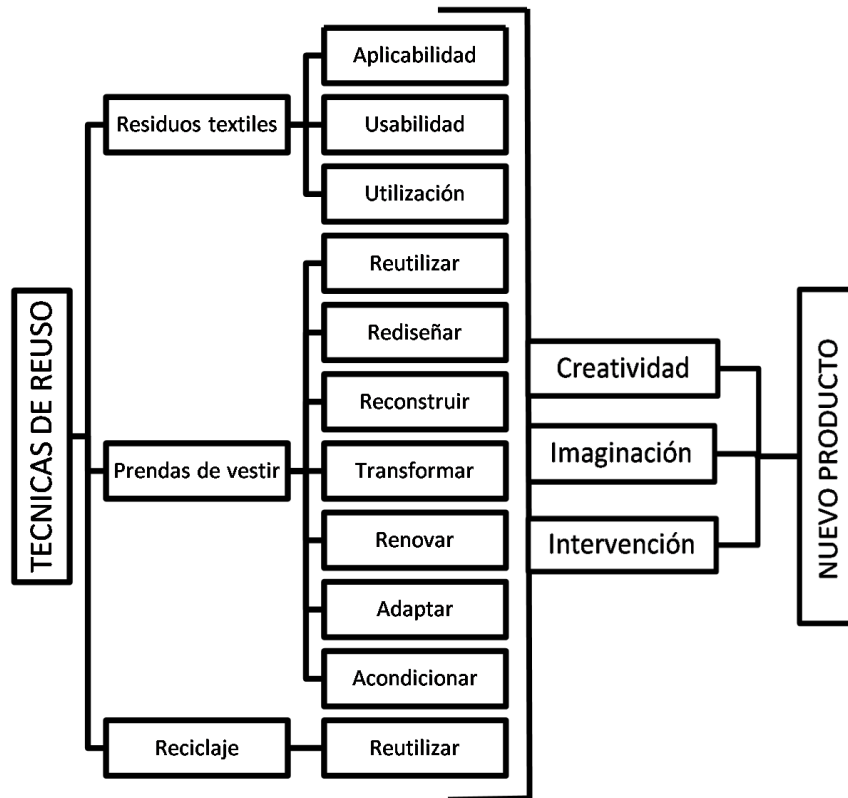 TECNICAS DE REUSO
Residuos textiles
Aplicabilidad
Usabilidad
Utilización
Prendas de vestir
Reutilizar
Rediseñar
Reconstruir
Transformar
Renovar
Adaptar
Acondicionar
Reciclaje
Reutilizar
Creatividad
Imaginación
Intervención
NUEVO PRODUCTO